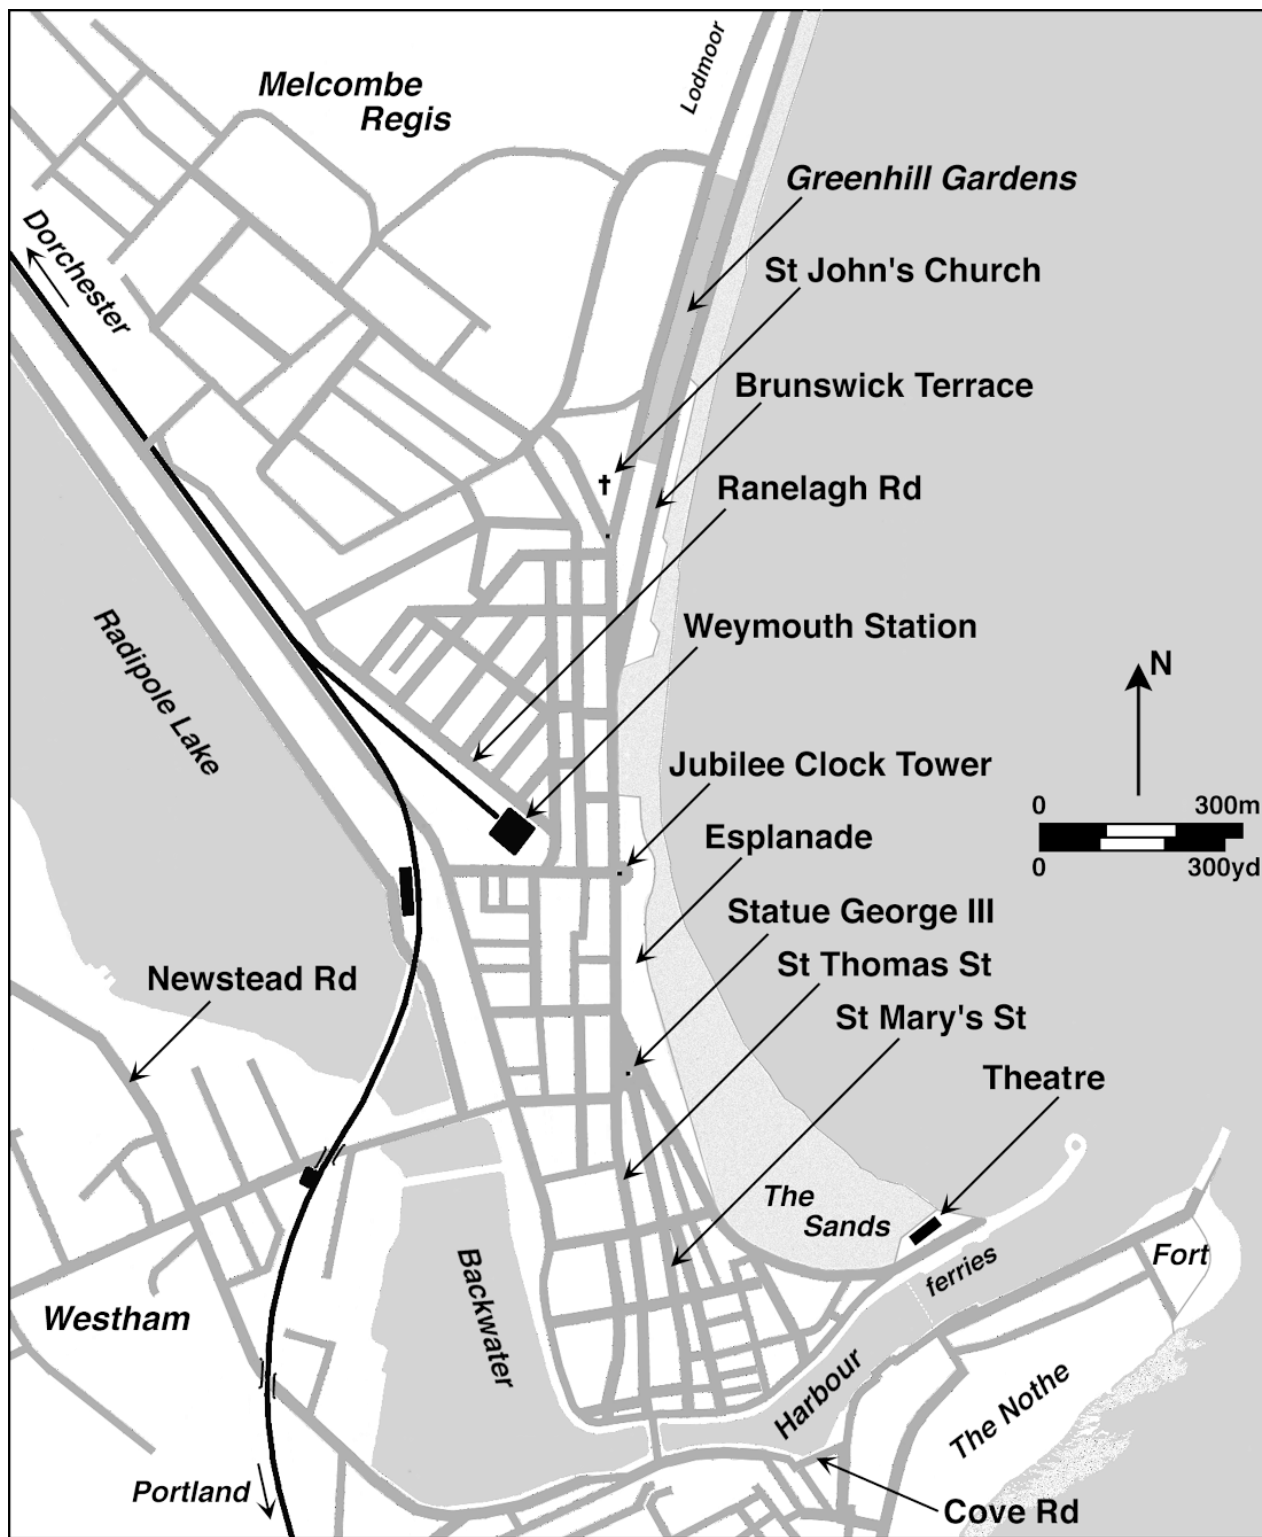 Melcombe
Regis
Lodmoor
Greenhill Gardens
Dorchester
St John's Church
Brunswick Terrace
Ranelagh Rd
Radipole Lake
Weymouth Station
N
Jubilee Clock Tower
0 300m
0 300yd
Esplanade
Statue George III
St Thomas St
Newstead Rd
St Mary's St
Theatre
The
Sands
ferries
Fort
Westham
Backwater
Harbour
The Nothe
Portland
Cove Rd